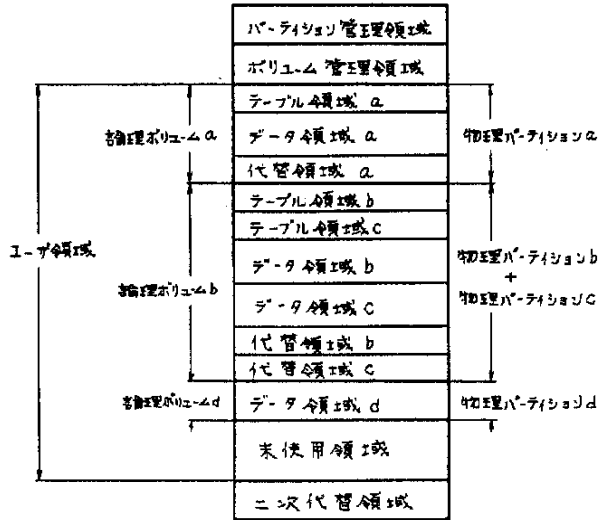 パーティション管理領域
ボリューム管理領域
テーブル領域 a
論理ボリューム a
データ領域 a
物理パーティション a
代替領域 a
テーブル領域 b
テーブル領域 c
ユーザ領域
データ領域 b
物理パーティション b
+
論理ボリューム b
データ領域 c
物理パーティション c
代替領域 b
代替領域 c
論理ボリューム d
データ領域 d
物理パーティション d
未使用領域
二次代替領域